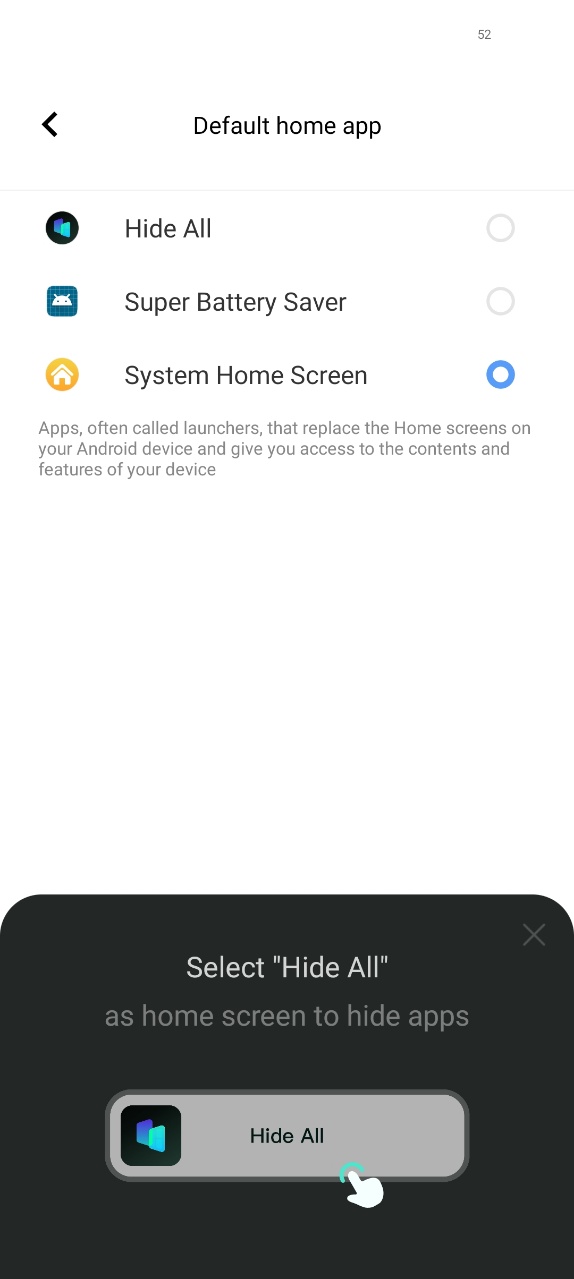 52
Default home app
Hide All
Super Battery Saver
System Home Screen
Apps, often called launchers, that replace the Home screens on
your Android device and give you access to the contents and
features of your device
Select "Hide All"
as home screen to hide apps
Hide All